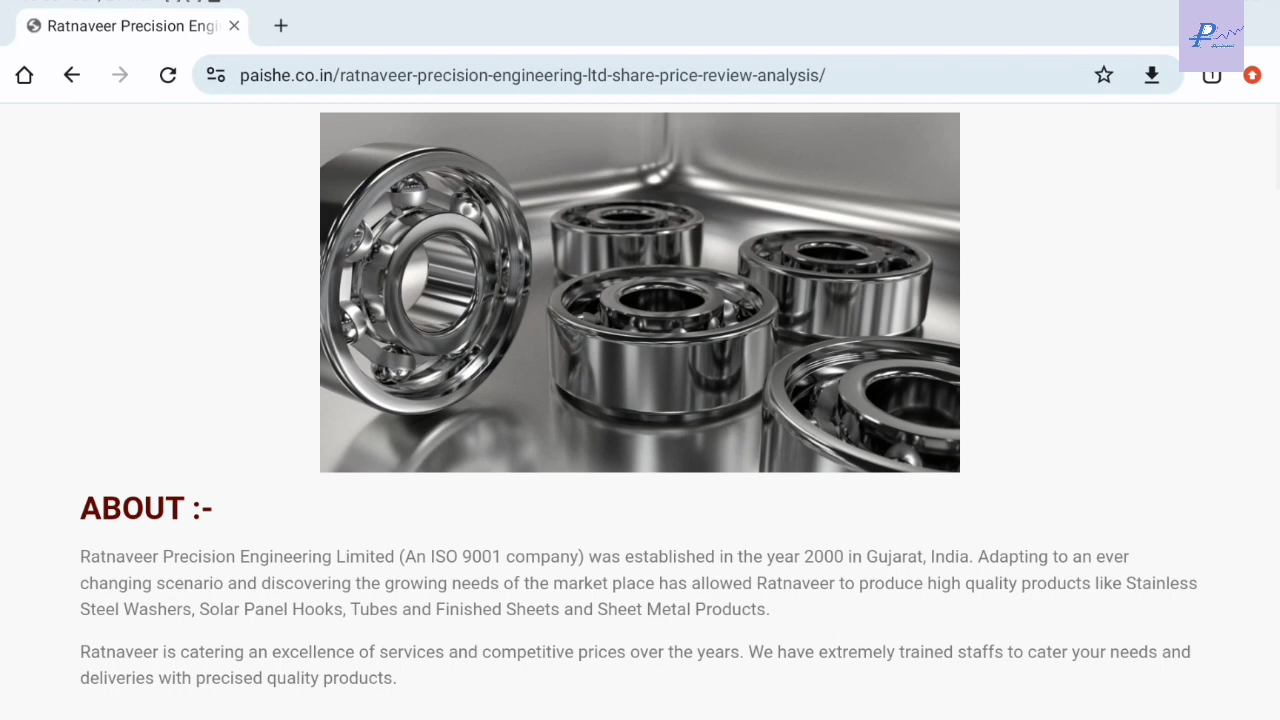 Ratnaveer Precision Engi
paishe.co.in/ratnaveer-precision-engineering-ltd-share-price-review-analysis/
ABOUT :-
Ratnaveer Precision Engineering Limited (An ISO 9001 company) was established in the year 2000 in Gujarat, India. Adapting to an ever
changing scenario and discovering the growing needs of the market place has allowed Ratnaveer to produce high quality products like Stainless
Steel Washers, Solar Panel Hooks, Tubes and Finished Sheets and Sheet Metal Products.
Ratnaveer is catering an excellence of services and competitive prices over the years. We have extremely trained staffs to cater your needs and
deliveries with precised quality products.